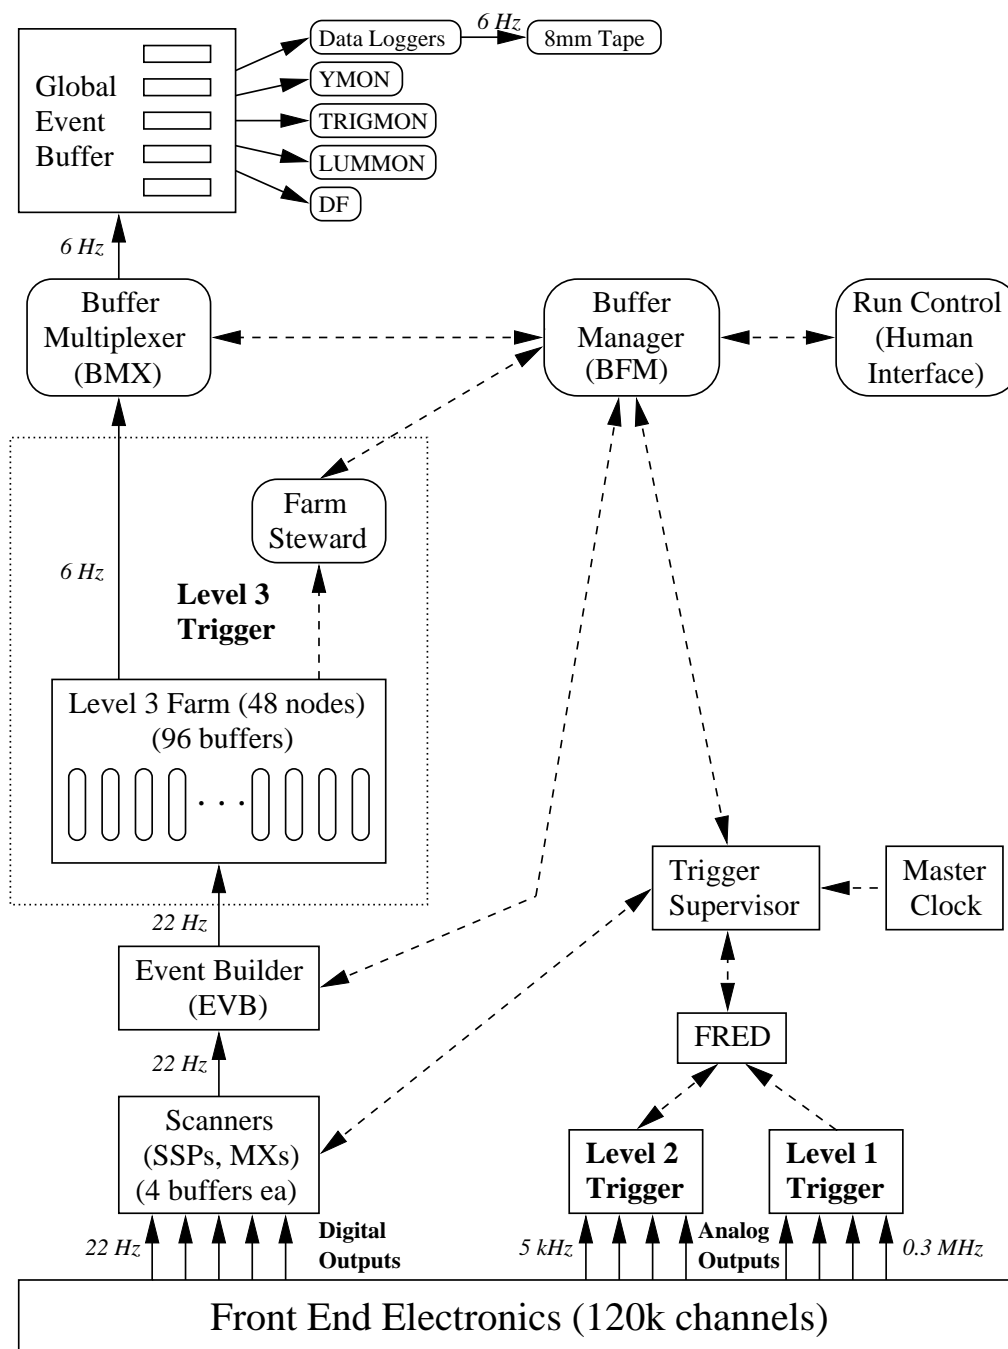 6 Hz
Data Loggers
8mm Tape
YMON
TRIGMON
LUMMON
DF
Global
Event
Buffer
6 Hz
Buffer
Multiplexer
(BMX)
Buffer
Manager
(BFM)
Run Control
(Human
Interface)
Farm
Steward
6 Hz
Level 3
Trigger
Level 3 Farm (48 nodes)
(96 buffers)
. . .
22 Hz
Trigger
Supervisor
Master
Clock
Event Builder
(EVB)
FRED
22 Hz
Scanners
(SSPs, MXs)
(4 buffers ea)
Level 2
Trigger
Level 1
Trigger
22 Hz
Digital
Outputs
5 kHz
Analog
Outputs
0.3 MHz
Front End Electronics (120k channels)